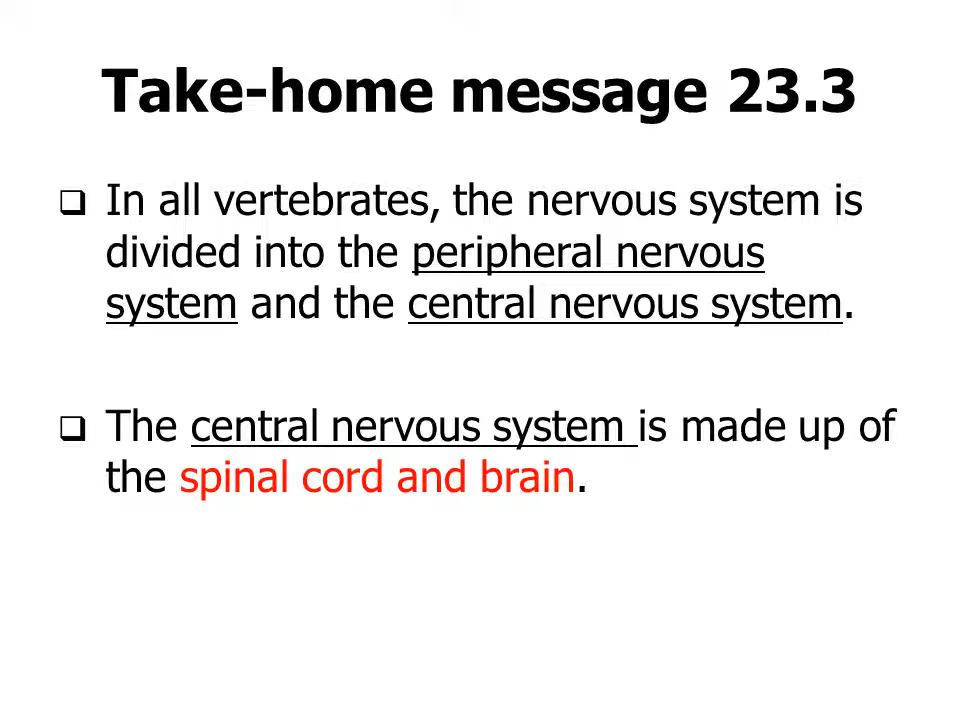 Take-home message 23.3
In all vertebrates, the nervous system is
divided into the peripheral nervous
system and the central nervous system.
The central nervous system is made up of
the spinal cord and brain.